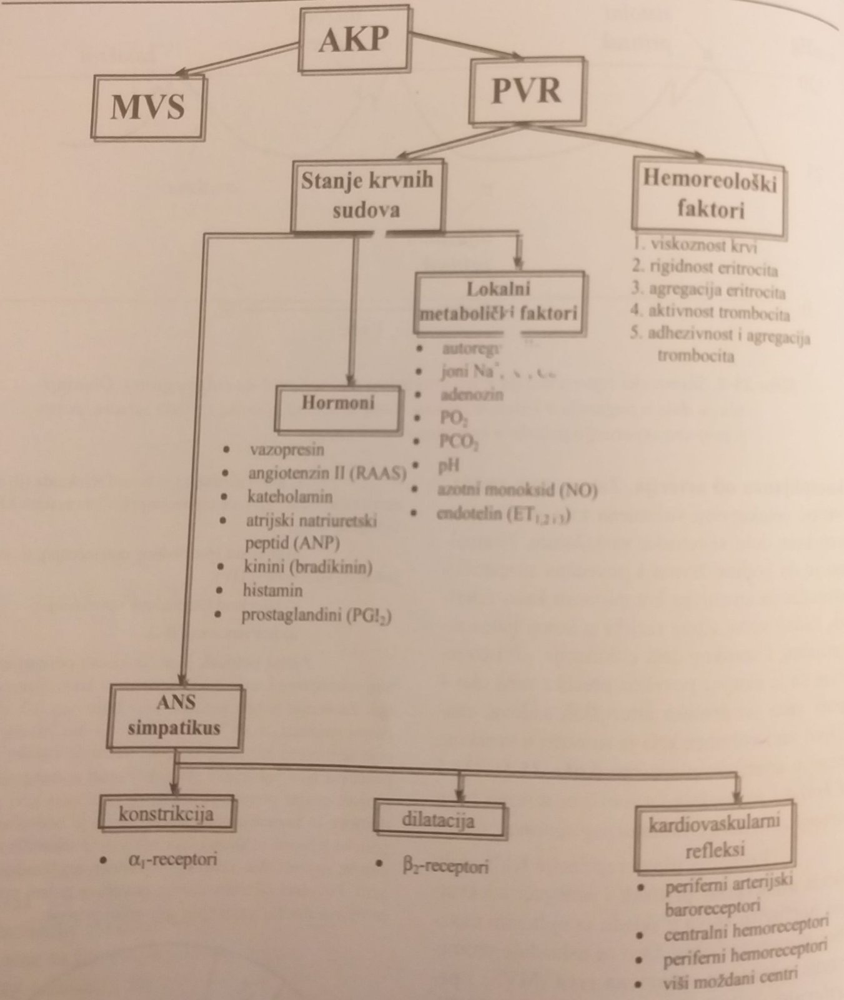 AKP
MVS
PVR
Stanje krvnih
sudova
Hemoreološki
faktori
1. viskoznost krvi
2. rigidnost eritrocita
3. agregacija eritrocita
4. aktivnost trombocita
5. adhezivnost i agregacija
trombocita
Lokalni
metabolički faktori
• joni Na⁺,
• adenozin
• PO₂
• PCO₂
• pH
• azotni monoksid (NO)
• endotelin (ET₁,₂ ᵢ ₃)
Hormoni
• vazopresin
• angiotenzin II (RAAS)
• kateholamin
• atrijski natriuretski
peptid (ANP)
• kinini (bradikinin)
• histamin
• prostaglandini (PGI₂)
ANS
simpatikus
konstrikcija
• α₁-receptori
dilatacija
• β₂-receptori
kardiovaskularni
refleksi
• periferni arterijski
baroreceptori
• centralni hemoreceptori
• periferni hemoreceptori
• viši moždani centri